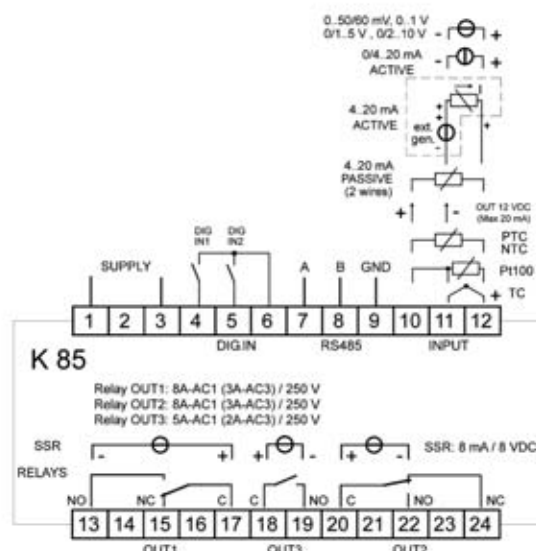 0..50/60 mV, 0..1 V
0/1..5 V , 0/2..10 V
- +
0/4..20 mA
ACTIVE
- +
4..20 mA
ACTIVE
+
+
ext.
gen.
-
+
4..20 mA
PASSIVE
(2 wires)
+ -
OUT 12 VDC
(Max 20 mA)
PTC
NTC
Pt100
+ TC
DIG
IN1
DIG
IN2
SUPPLY
A B GND
1 2 3 4 5 6 7 8 9 10 11 12
DIG.IN RS485 INPUT
K 85
Relay OUT1: 8A-AC1 (3A-AC3) / 250 V
Relay OUT2: 8A-AC1 (3A-AC3) / 250 V
Relay OUT3: 5A-AC1 (2A-AC3) / 250 V
SSR - + + - + - SSR: 8 mA / 8 VDC
RELAYS
NO NC C C NO C NO NC
13 14 15 16 17 18 19 20 21 22 23 24
OUT1 OUT3 OUT2